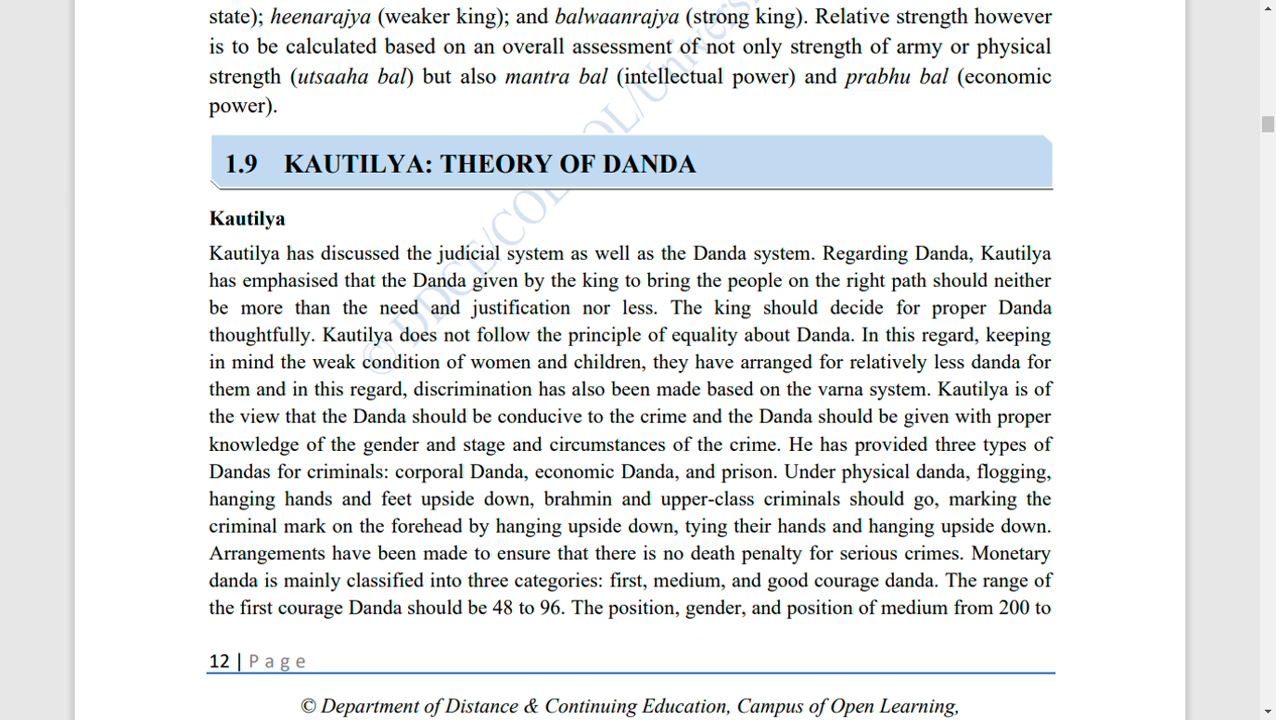 state); heenarajya (weaker king); and balwaanrajya (strong king). Relative strength however
is to be calculated based on an overall assessment of not only strength of army or physical
strength (utsaaha bal) but also mantra bal (intellectual power) and prabhu bal (economic
power).
1.9 KAUTILYA: THEORY OF DANDA
Kautilya
Kautilya has discussed the judicial system as well as the Danda system. Regarding Danda, Kautilya
has emphasised that the Danda given by the king to bring the people on the right path should neither
be more than the need and justification nor less. The king should decide for proper Danda
thoughtfully. Kautilya does not follow the principle of equality about Danda. In this regard, keeping
in mind the weak condition of women and children, they have arranged for relatively less danda for
them and in this regard, discrimination has also been made based on the varna system. Kautilya is of
the view that the Danda should be conducive to the crime and the Danda should be given with proper
knowledge of the gender and stage and circumstances of the crime. He has provided three types of
Dandas for criminals: corporal Danda, economic Danda, and prison. Under physical danda, flogging,
hanging hands and feet upside down, brahmin and upper-class criminals should go, marking the
criminal mark on the forehead by hanging upside down, tying their hands and hanging upside down.
Arrangements have been made to ensure that there is no death penalty for serious crimes. Monetary
danda is mainly classified into three categories: first, medium, and good courage danda. The range of
the first courage Danda should be 48 to 96. The position, gender, and position of medium from 200 to
12 | Page
© Department of Distance & Continuing Education, Campus of Open Learning,
© DDCE/COL/Univers